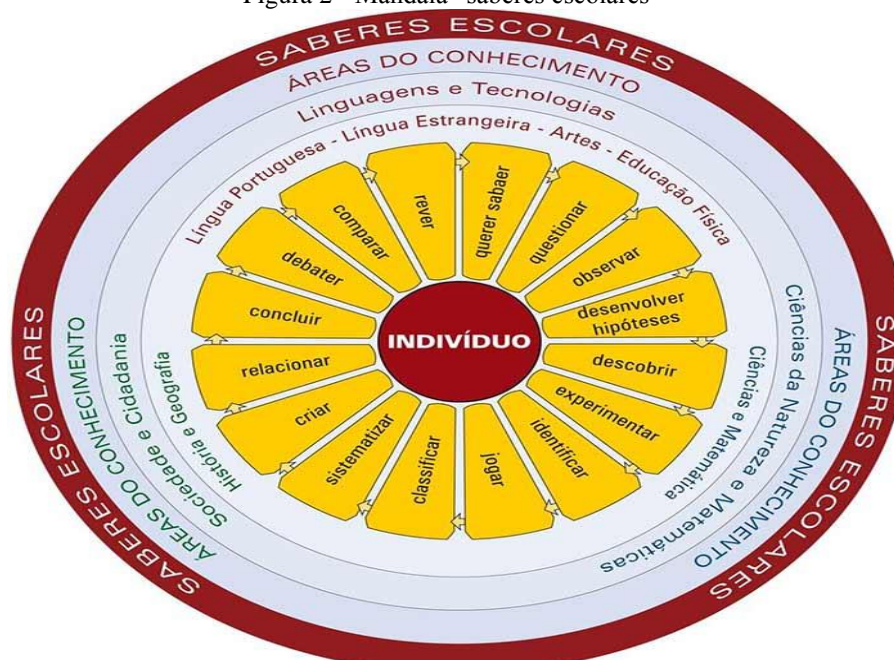 Figura 2 - Mandala "saberes escolares"
SABERES ESCOLARES
ÁREAS DO CONHECIMENTO
Linguagens e Tecnologias
Língua Portuguesa - Língua Estrangeira - Artes - Educação Física
querer sabaer
questionar
observar
desenvolver
hipóteses
descobrir
experimentar
identificar
jogar
classificar
sistematizar
criar
relacionar
concluir
debater
comparar
rever
INDIVÍDUO
Ciências e Matemática
Ciências da Natureza e Matemáticas
ÁREAS DO CONHECIMENTO
SABERES ESCOLARES
História e Geografia
Sociedade e Cidadania
ÁREAS DO CONHECIMENTO
SABERES ESCOLARES